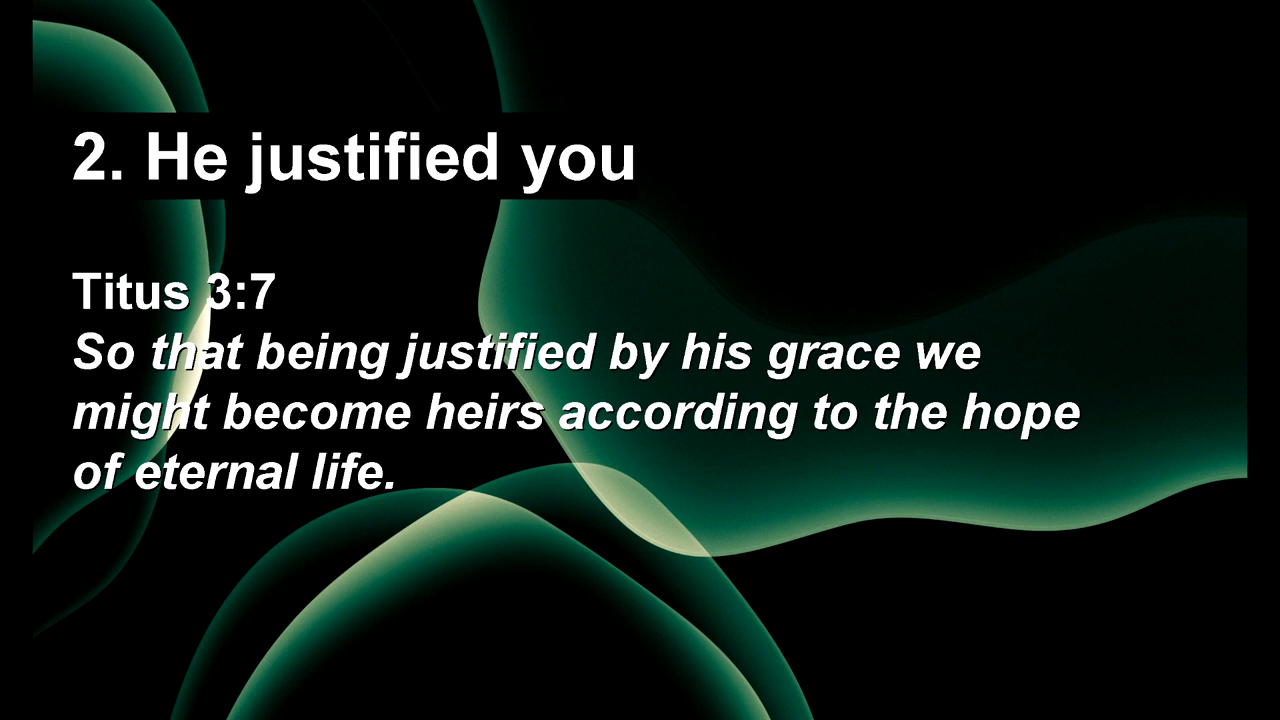 2. He justified you
Titus 3:7
So that being justified by his grace we
might become heirs according to the hope
of eternal life.